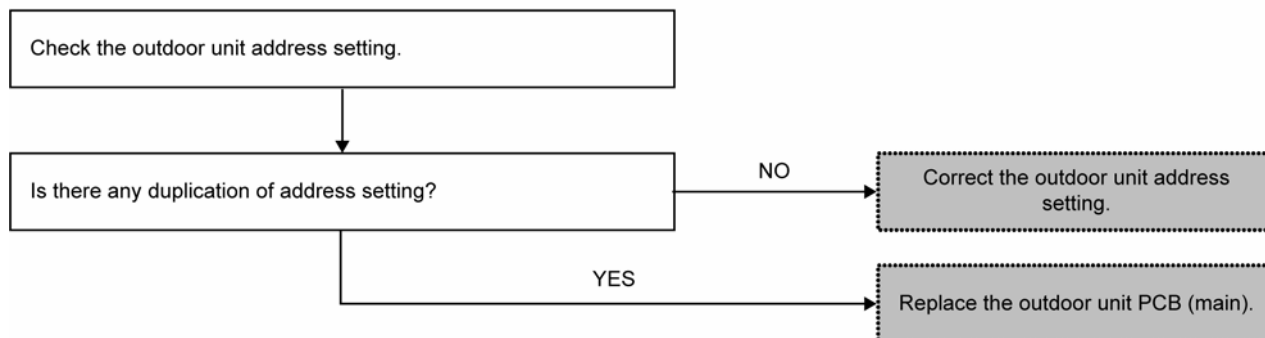 Check the outdoor unit address setting.
Is there any duplication of address setting?
NO
Correct the outdoor unit address
setting.
YES
Replace the outdoor unit PCB (main).